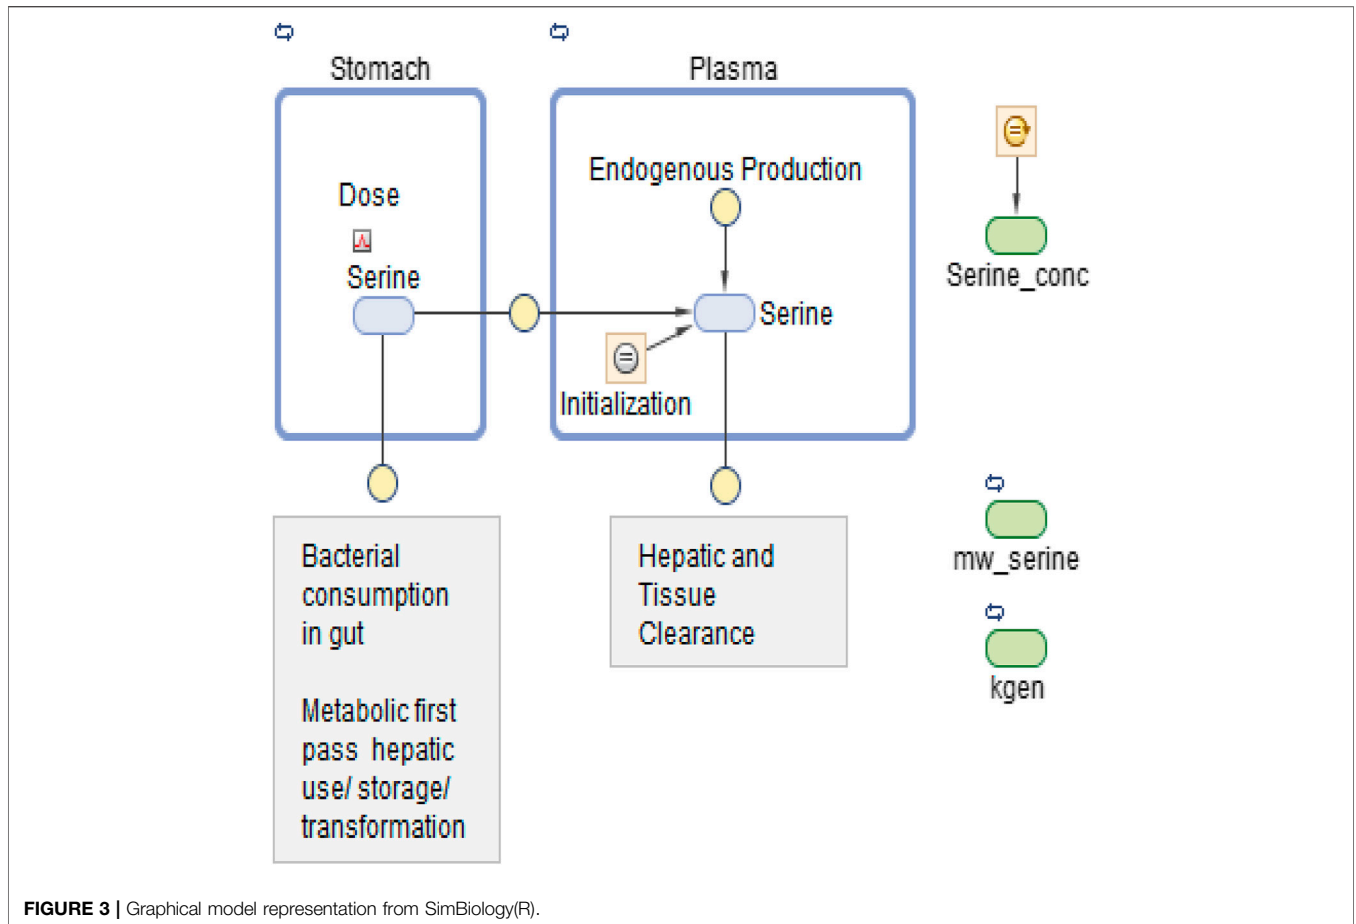 Stomach
Plasma
Endogenous Production
Dose
Serine
Serine
Serine_conc
Initialization
Bacterial
consumption
in gut
Metabolic first
pass hepatic
use/ storage/
transformation
Hepatic and
Tissue
Clearance
mw_serine
kgen
FIGURE 3 | Graphical model representation from SimBiology(R).